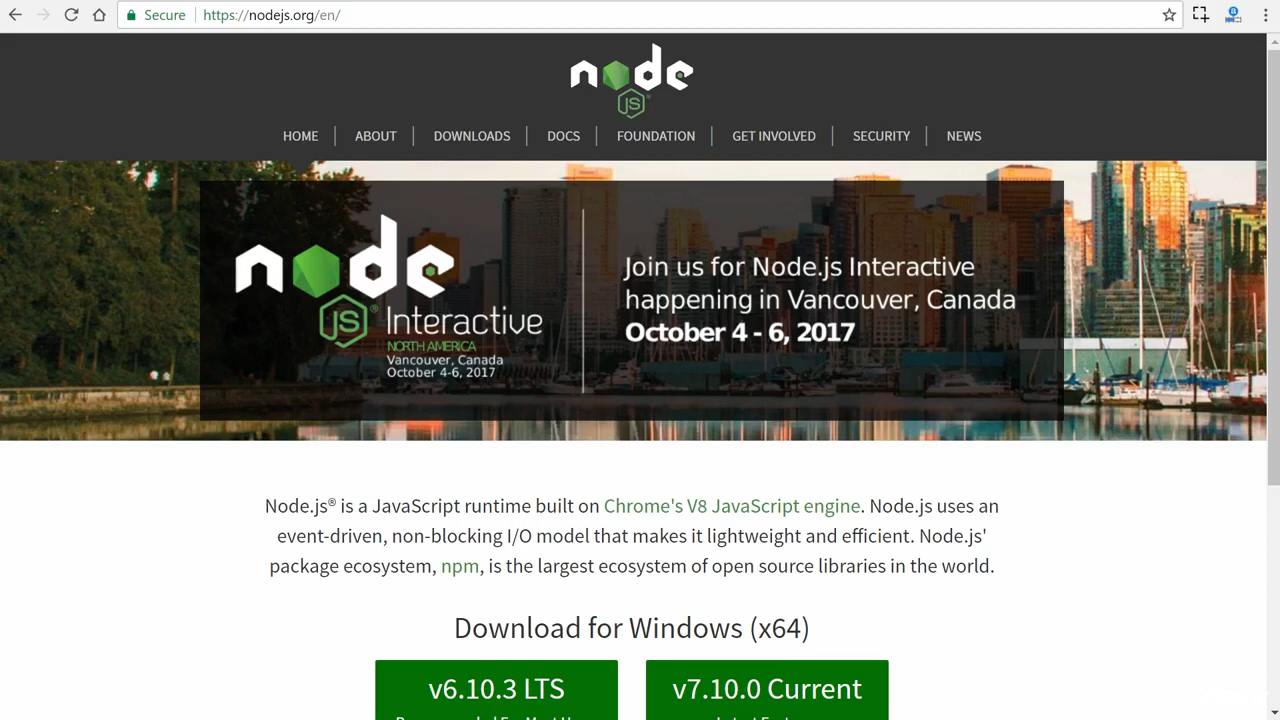 Secure https://nodejs.org/en/
node
JS
HOME ABOUT DOWNLOADS DOCS FOUNDATION GET INVOLVED SECURITY NEWS
node
JS Interactive
NORTH AMERICA
Vancouver, Canada
October 4-6, 2017
Join us for Node.js Interactive
happening in Vancouver, Canada
October 4 - 6, 2017
Node.js® is a JavaScript runtime built on Chrome's V8 JavaScript engine. Node.js uses an
event-driven, non-blocking I/O model that makes it lightweight and efficient. Node.js'
package ecosystem, npm, is the largest ecosystem of open source libraries in the world.
Download for Windows (x64)
v6.10.3 LTS
v7.10.0 Current